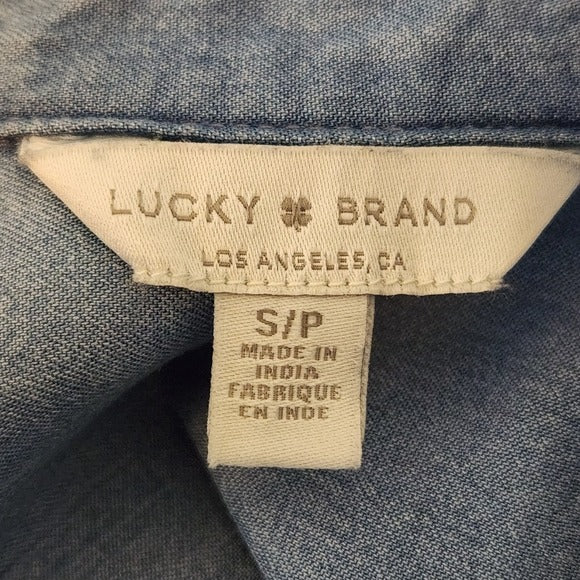 LUCKY BRAND
LOS ANGELES, CA
S/P
MADE IN
INDIA
FABRIQUE
EN INDE